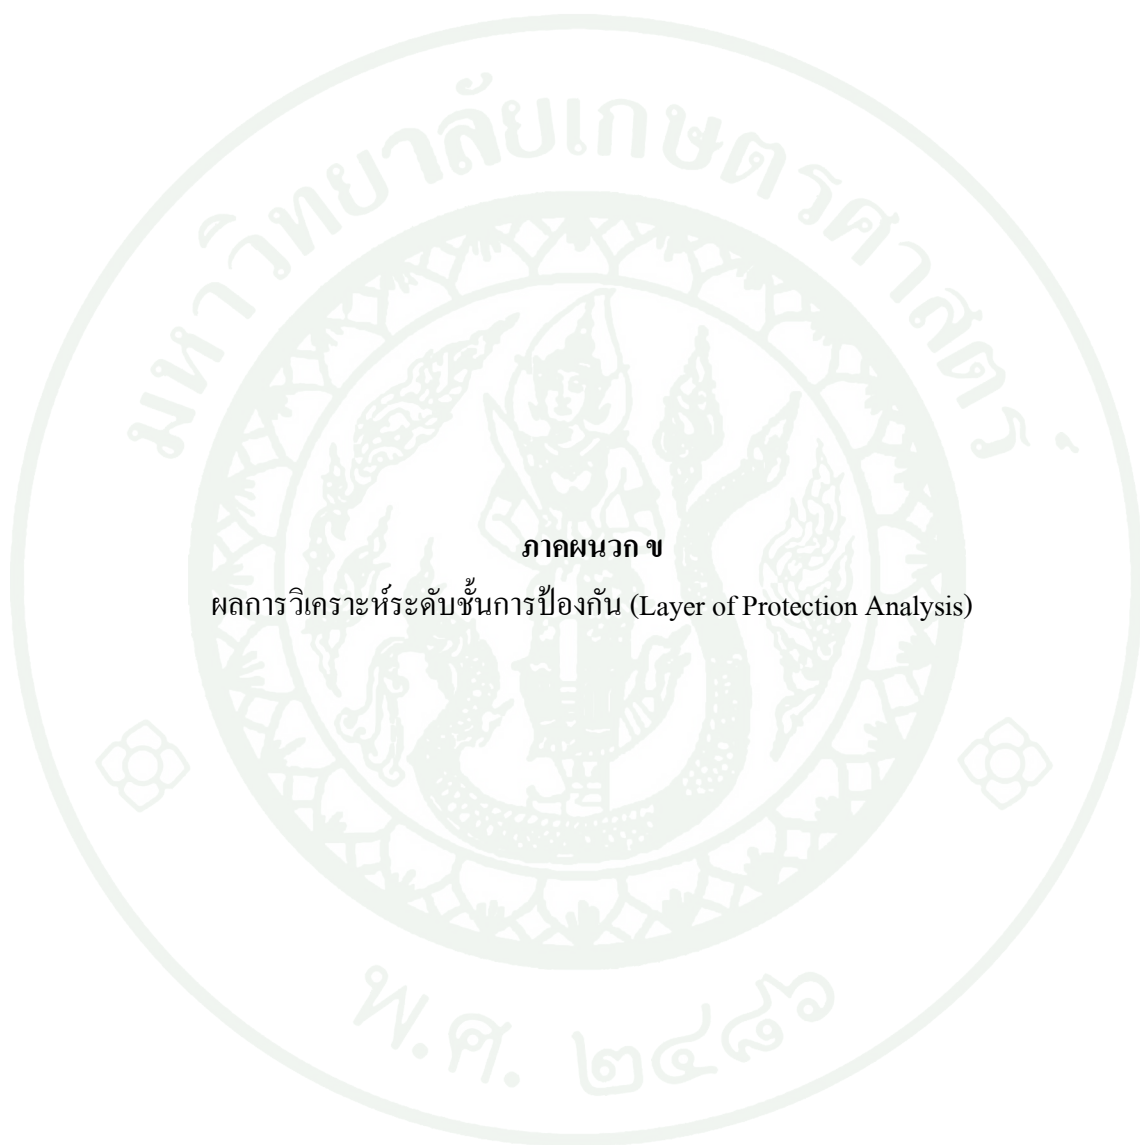 มหาวิทยาลัยเกษตรศาสตร์
ภาคผนวก ข
ผลการวิเคราะห์ระดับชั้นการป้องกัน (Layer of Protection Analysis)
พ.ศ. ๒๔๘๖